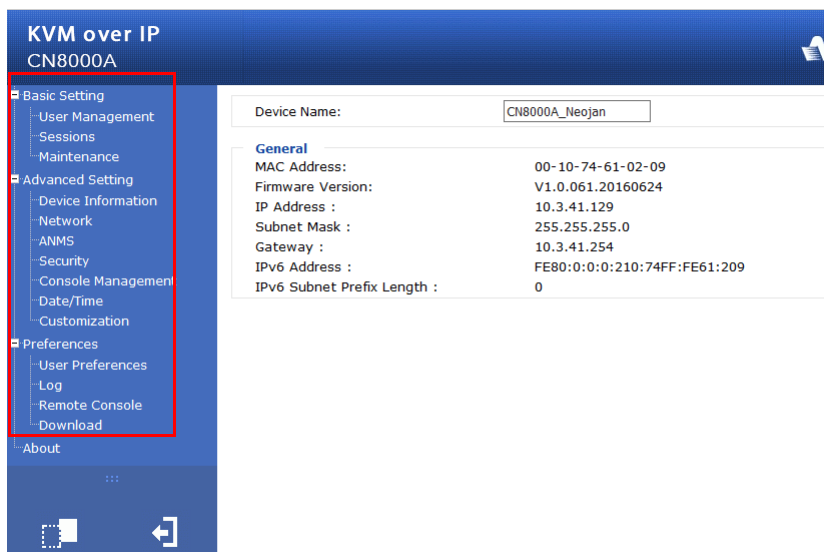 KVM over IP
CN8000A
Basic Setting
User Management
Sessions
Maintenance
Advanced Setting
Device Information
Network
ANMS
Security
Console Management
Date/Time
Customization
Preferences
User Preferences
Log
Remote Console
Download
About
Device Name: CN8000A_Neojan
General
MAC Address: 00-10-74-61-02-09
Firmware Version: V1.0.061.20160624
IP Address : 10.3.41.129
Subnet Mask : 255.255.255.0
Gateway : 10.3.41.254
IPv6 Address : FE80:0:0:0:210:74FF:FE61:209
IPv6 Subnet Prefix Length : 0